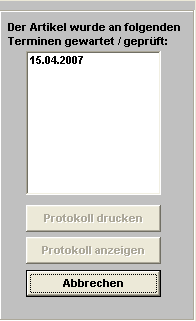 Der Artikel wurde an folgenden
Terminen gewartet / geprüft:
15.04.2007
Protokoll drucken
Protokoll anzeigen
Abbrechen